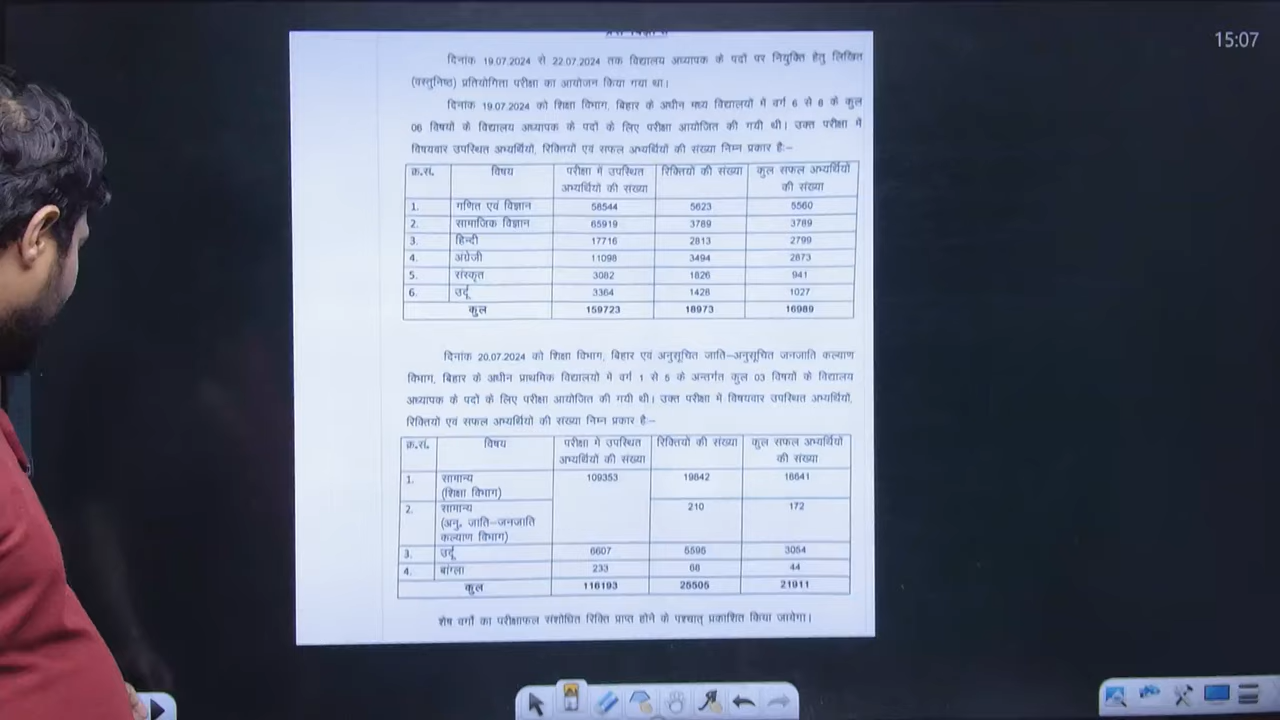 दिनांक 19.07.2024 से 22.07.2024 तक विद्यालय अध्यापक के पदों पर नियुक्ति हेतु लिखित
(वस्तुनिष्ठ) प्रतियोगिता परीक्षा का आयोजन किया गया था।
दिनांक 19.07.2024 को शिक्षा विभाग, बिहार के अधीन मध्य विद्यालयों में वर्ग 6 से 8 के कुल
06 विषयों के विद्यालय अध्यापक के पदों के लिए परीक्षा आयोजित की गयी थी। उक्त परीक्षा में
विषयवार उपस्थित अभ्यर्थियों, रिक्तियों एवं सफल अभ्यर्थियों की संख्या निम्न प्रकार है:–
क्र.सं. विषय परीक्षा में उपस्थित रिक्तियों की संख्या कुल सफल अभ्यर्थियों
अभ्यर्थियों की संख्या की संख्या
1. गणित एवं विज्ञान 58544 5623 5560
2. सामाजिक विज्ञान 65919 3789 3789
3. हिन्दी 17716 2813 2799
4. अंग्रेजी 11098 3494 2873
5. संस्कृत 3082 1826 941
6. उर्दू 3364 1428 1027
कुल 159723 18973 16989
दिनांक 20.07.2024 को शिक्षा विभाग, बिहार एवं अनुसूचित जाति–अनुसूचित जनजाति कल्याण
विभाग, बिहार के अधीन प्राथमिक विद्यालयों में वर्ग 1 से 5 के अन्तर्गत कुल 03 विषयों के विद्यालय
अध्यापक के पदों के लिए परीक्षा आयोजित की गयी थी। उक्त परीक्षा में विषयवार उपस्थित अभ्यर्थियों,
रिक्तियों एवं सफल अभ्यर्थियों की संख्या निम्न प्रकार है:–
क्र.सं. विषय परीक्षा में उपस्थित रिक्तियों की संख्या कुल सफल अभ्यर्थियों
अभ्यर्थियों की संख्या की संख्या
1. सामान्य 109353 19642 18641
(शिक्षा विभाग)
2. सामान्य 210 172
(अनु. जाति–जनजाति
कल्याण विभाग)
3. उर्दू 6607 3054
4. बांग्ला 233 44
कुल 116193 25505 21911
शेष वर्गों का परीक्षाफल संशोधित रिक्ति प्राप्त होने के पश्चात् प्रकाशित किया जायेगा।
15:07